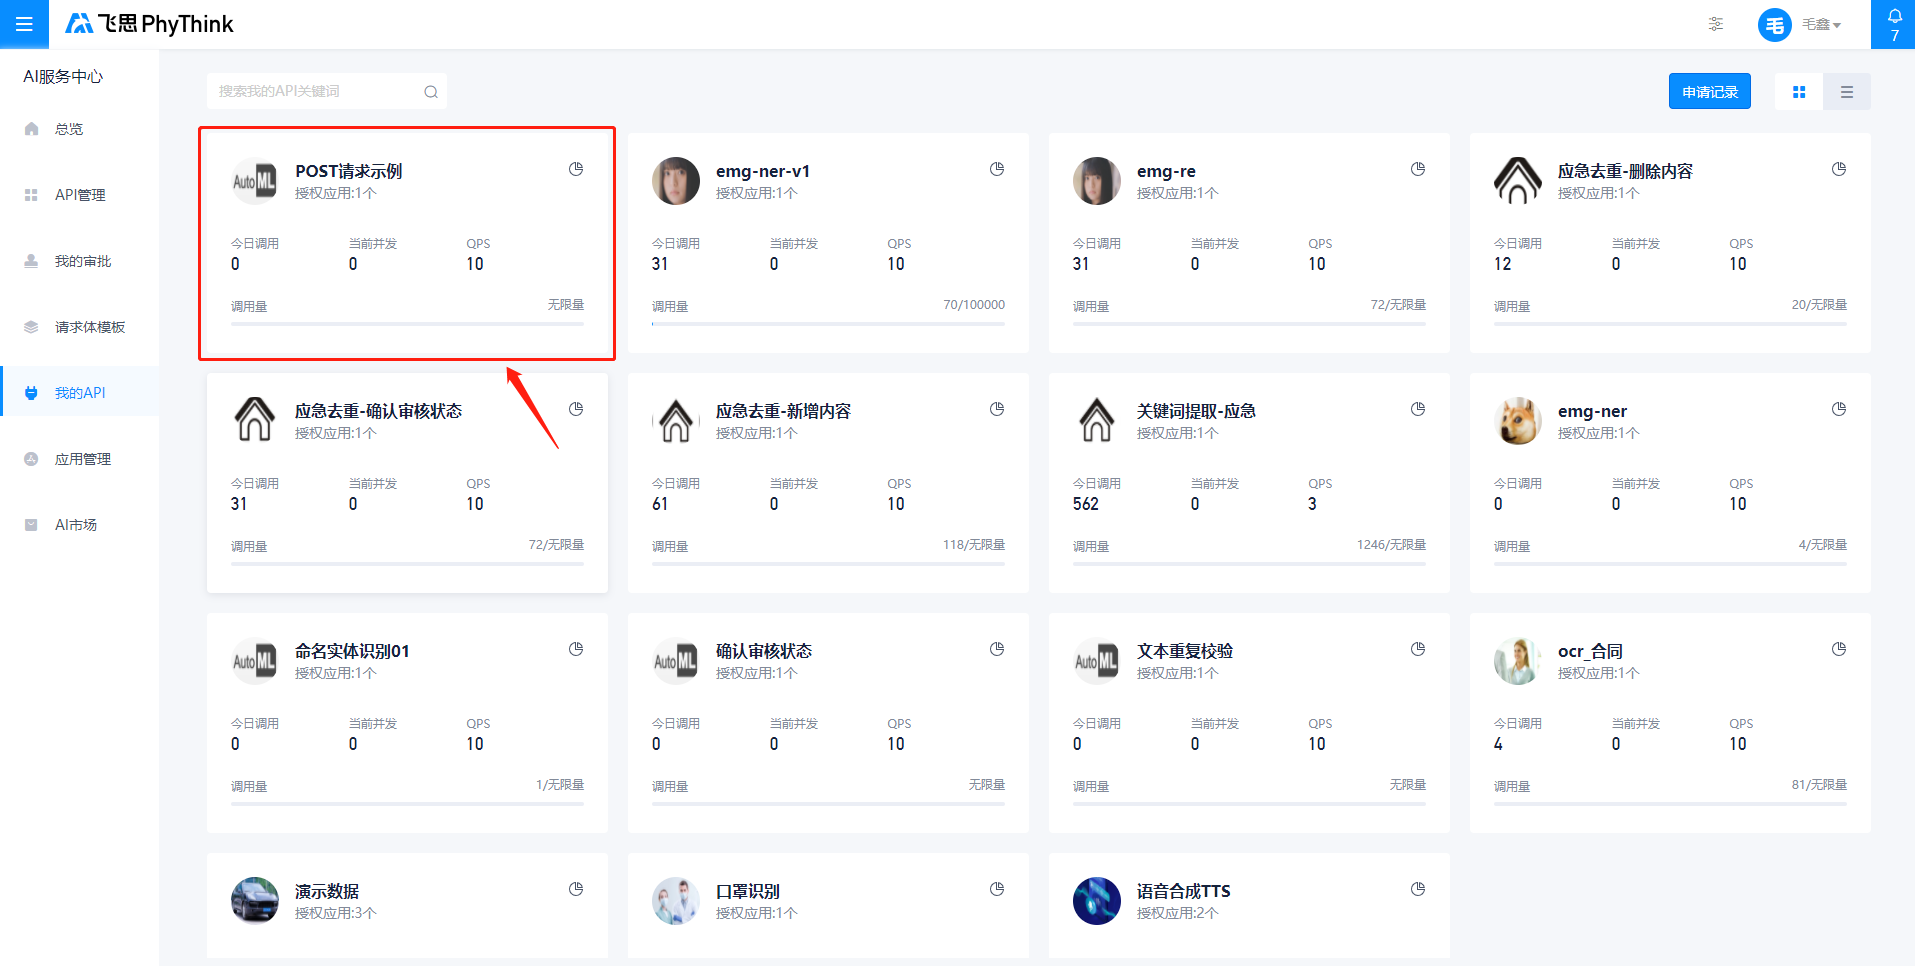 飞思 PhyThink
毛
毛鑫
7
AI服务中心
总览
API管理
我的审批
请求体模板
我的API
应用管理
AI市场
搜索我的API关键词
申请记录
AutoML
POST请求示例
授权应用:1个
今日调用 当前并发 QPS
0 0 10
调用量 无限量
emg-ner-v1
授权应用:1个
今日调用 当前并发 QPS
31 0 10
调用量 70/100000
emg-re
授权应用:1个
今日调用 当前并发 QPS
31 0 10
调用量 72/无限量
应急去重-删除内容
授权应用:1个
今日调用 当前并发 QPS
12 0 10
调用量 20/无限量
应急去重-确认审核状态
授权应用:1个
今日调用 当前并发 QPS
31 0 10
调用量 72/无限量
应急去重-新增内容
授权应用:1个
今日调用 当前并发 QPS
61 0 10
调用量 118/无限量
关键词提取-应急
授权应用:1个
今日调用 当前并发 QPS
562 0 3
调用量 1246/无限量
emg-ner
授权应用:1个
今日调用 当前并发 QPS
0 0 10
调用量 4/无限量
AutoML
命名实体识别01
授权应用:1个
今日调用 当前并发 QPS
0 0 10
调用量 1/无限量
AutoML
确认审核状态
授权应用:1个
今日调用 当前并发 QPS
0 0 10
调用量 无限量
AutoML
文本重复校验
授权应用:1个
今日调用 当前并发 QPS
0 0 10
调用量 无限量
ocr_合同
授权应用:1个
今日调用 当前并发 QPS
4 0 10
调用量 81/无限量
演示数据
授权应用:3个
口罩识别
授权应用:1个
语音合成TTS
授权应用:2个